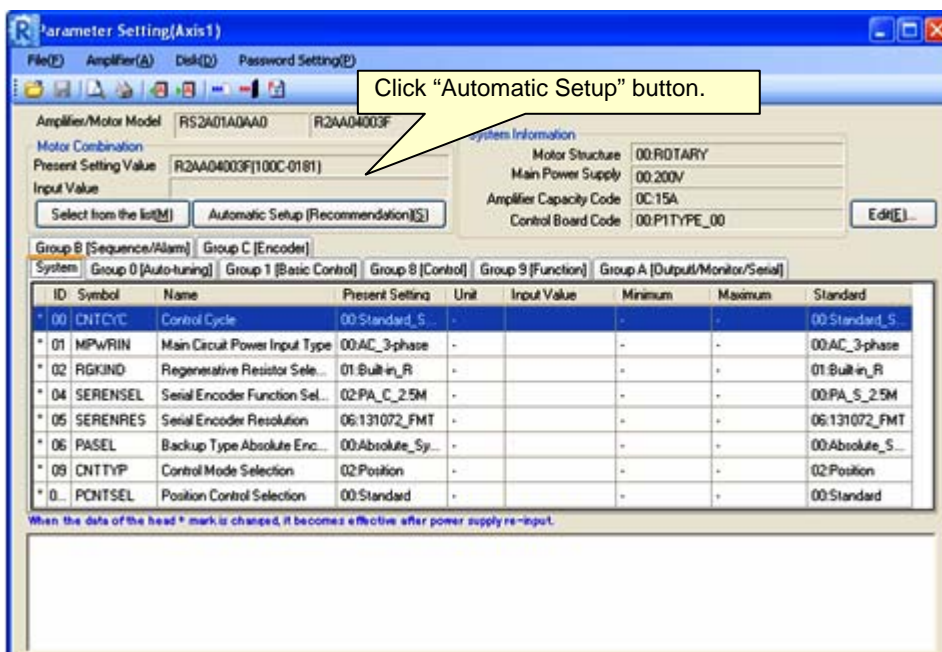 Parameter Setting(Axis1)
File(F) Amplifier(A) Disk(D) Password Setting(P)
Click “Automatic Setup” button.
Amplifier/Motor Model RS2A01A0AA0 R2AA04003F
Motor Combination
Present Setting Value R2AA04003F[100C-0181]
Input Value
Select from the list(M) Automatic Setup (Recommendation)(S)
System Information
Motor Structure 00:ROTARY
Main Power Supply 00:200V
Amplifier Capacity Code 0C:15A
Control Board Code 00:P1TYPE_00
Edit(E)...
Group B [Sequence/Alarm] Group C [Encoder]
System Group 0 [Auto-tuning] Group 1 [Basic Control] Group 8 [Control] Group 9 [Function] Group A [Output/Monitor/Serial]
ID Symbol Name Present Setting Unit Input Value Minimum Maximum Standard
* 00 CNTCYC Control Cycle 00:Standard_S... - - - 00:Standard_S...
* 01 MPWRIN Main Circuit Power Input Type 00:AC_3-phase - - - 00:AC_3-phase
* 02 RGKIND Regenerative Resistor Sele... 01:Built-in_R - - - 01:Built-in_R
* 04 SERENSEL Serial Encoder Function Sel... 02:PA_C_2.5M - - - 00:PA_S_2.5M
* 05 SERENRES Serial Encoder Resolution 06:131072_FMT - - - 06:131072_FMT
* 06 PASEL Backup Type Absolute Enc... 00:Absolute_Sy... - - - 00:Absolute_S...
* 09 CNTTYP Control Mode Selection 02:Position - - - 02:Position
* 0... PCNTSEL Position Control Selection 00:Standard - - - 00:Standard
When the data of the head * mark is changed, it becomes effective after power supply re-input.